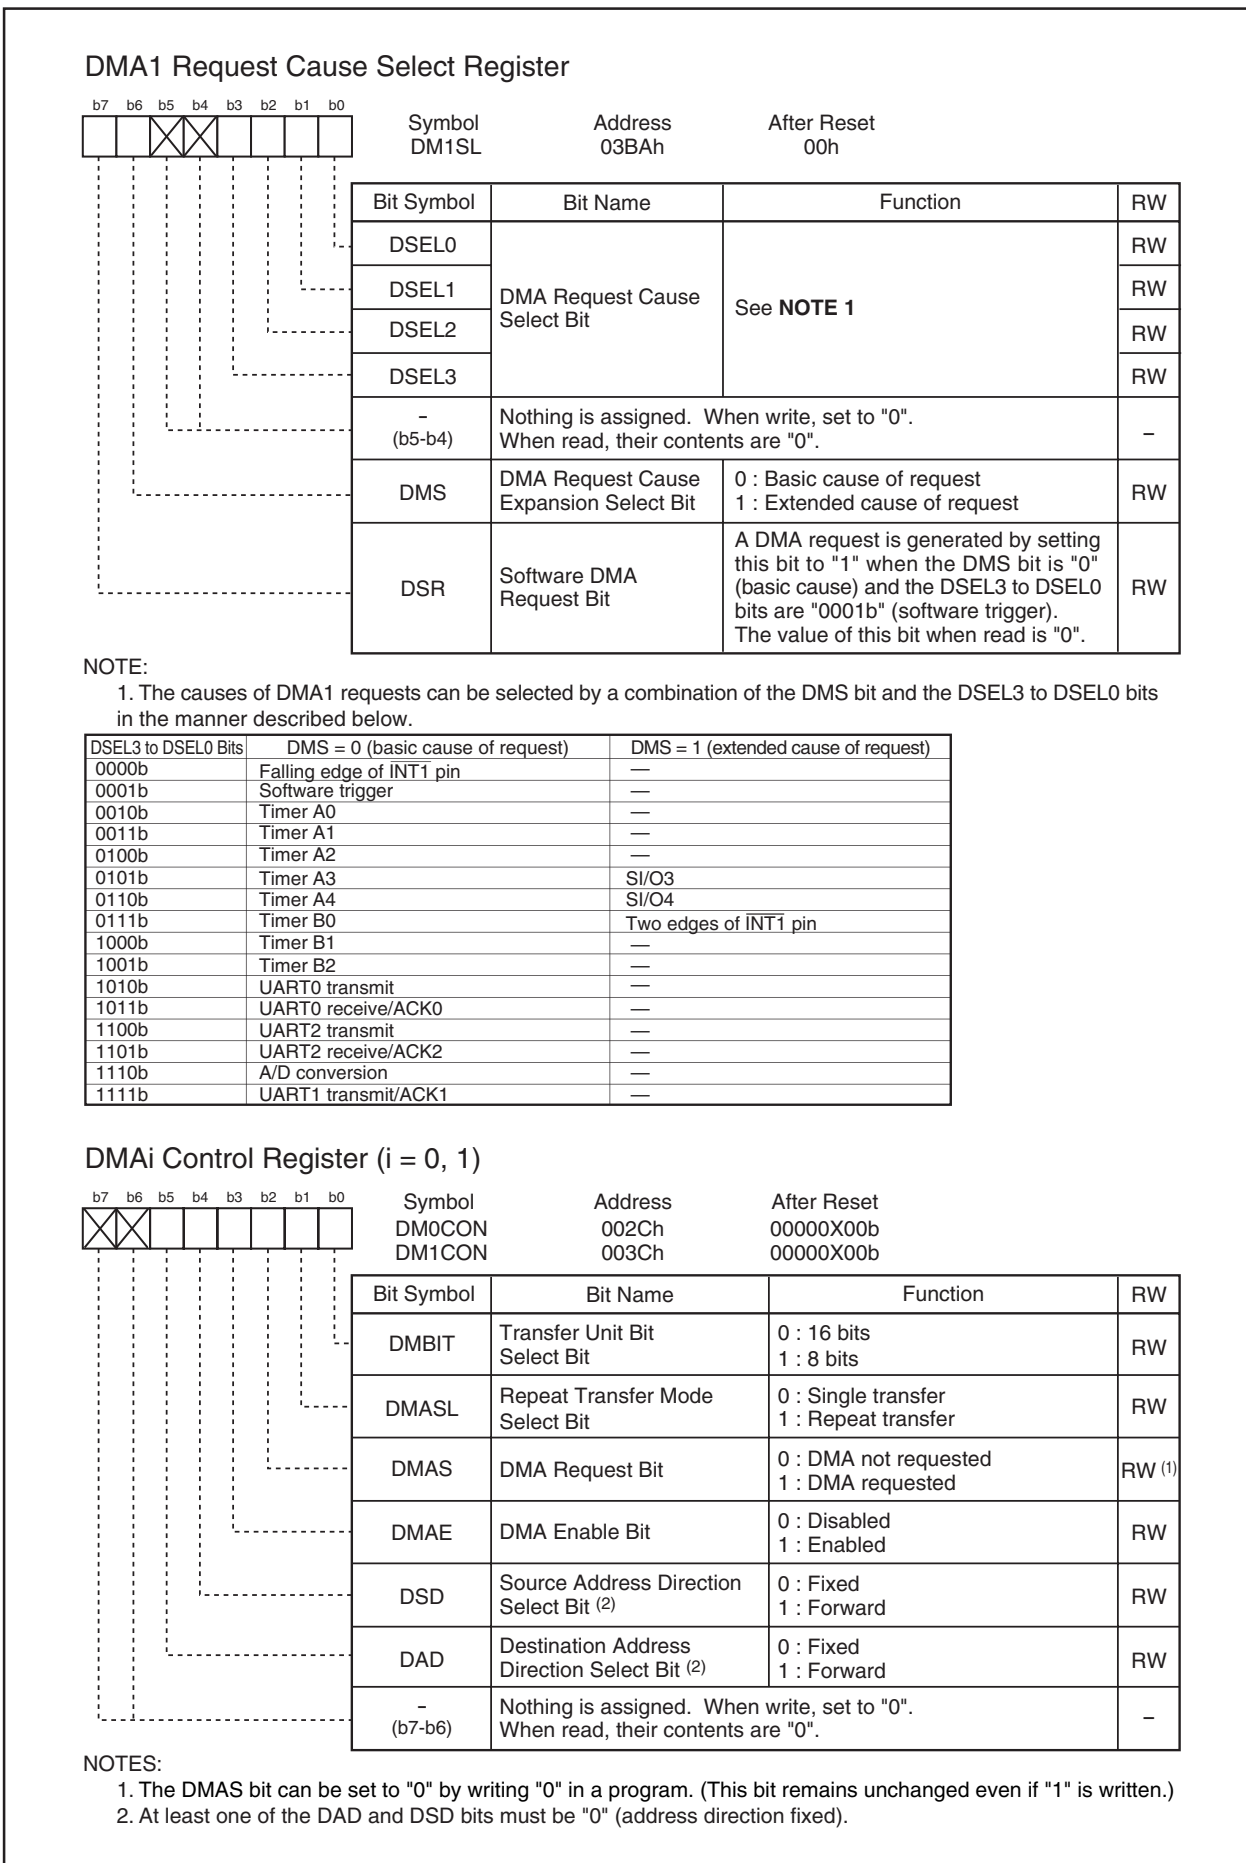 DMA1 Request Cause Select Register
b7 b6 b5 b4 b3 b2 b1 b0
Symbol Address After Reset
DM1SL 03BAh 00h
Bit Symbol Bit Name Function RW
DSEL0 RW
DSEL1 RW
DMA Request Cause
Select Bit
See NOTE 1
DSEL2 RW
DSEL3 RW
– (b5-b4)
Nothing is assigned. When write, set to "0".
When read, their contents are "0".
–
DMS
DMA Request Cause
Expansion Select Bit
0 : Basic cause of request
1 : Extended cause of request
RW
DSR
Software DMA
Request Bit
A DMA request is generated by setting
this bit to "1" when the DMS bit is "0"
(basic cause) and the DSEL3 to DSEL0
bits are "0001b" (software trigger).
The value of this bit when read is "0".
RW
NOTE:
1. The causes of DMA1 requests can be selected by a combination of the DMS bit and the DSEL3 to DSEL0 bits
in the manner described below.
DSEL3 to DSEL0 Bits DMS = 0 (basic cause of request) DMS = 1 (extended cause of request)
0000b Falling edge of INT1 pin —
0001b Software trigger —
0010b Timer A0 —
0011b Timer A1 —
0100b Timer A2 —
0101b Timer A3 SI/O3
0110b Timer A4 SI/O4
0111b Timer B0 Two edges of INT1 pin
1000b Timer B1 —
1001b Timer B2 —
1010b UART0 transmit —
1011b UART0 receive/ACK0 —
1100b UART2 transmit —
1101b UART2 receive/ACK2 —
1110b A/D conversion —
1111b UART1 transmit/ACK1 —
DMAi Control Register (i = 0, 1)
b7 b6 b5 b4 b3 b2 b1 b0
Symbol Address After Reset
DM0CON 002Ch 00000X00b
DM1CON 003Ch 00000X00b
Bit Symbol Bit Name Function RW
DMBIT
Transfer Unit Bit
Select Bit
0 : 16 bits
1 : 8 bits
RW
DMASL
Repeat Transfer Mode
Select Bit
0 : Single transfer
1 : Repeat transfer
RW
DMAS
DMA Request Bit
0 : DMA not requested
1 : DMA requested
RW (1)
DMAE
DMA Enable Bit
0 : Disabled
1 : Enabled
RW
DSD
Source Address Direction
Select Bit (2)
0 : Fixed
1 : Forward
RW
DAD
Destination Address
Direction Select Bit (2)
0 : Fixed
1 : Forward
RW
– (b7-b6)
Nothing is assigned. When write, set to "0".
When read, their contents are "0".
–
NOTES:
1. The DMAS bit can be set to "0" by writing "0" in a program. (This bit remains unchanged even if "1" is written.)
2. At least one of the DAD and DSD bits must be "0" (address direction fixed).